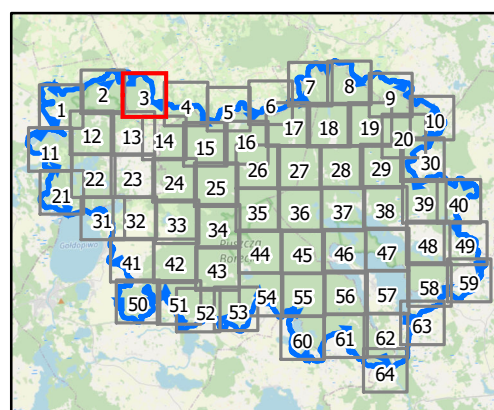 1 2 3 4 5 6 7 8 9 10
11 12 13 14 15 16 17 18 19 20
21 22 23 24 25 26 27 28 29 30
31 32 33 34 35 36 37 38 39 40
41 42 43 44 45 46 47 48 49
50 51 52 53 54 55 56 57 58 59
60 61 62 63
64
Gołdopiwo
Puszcza
Borecka